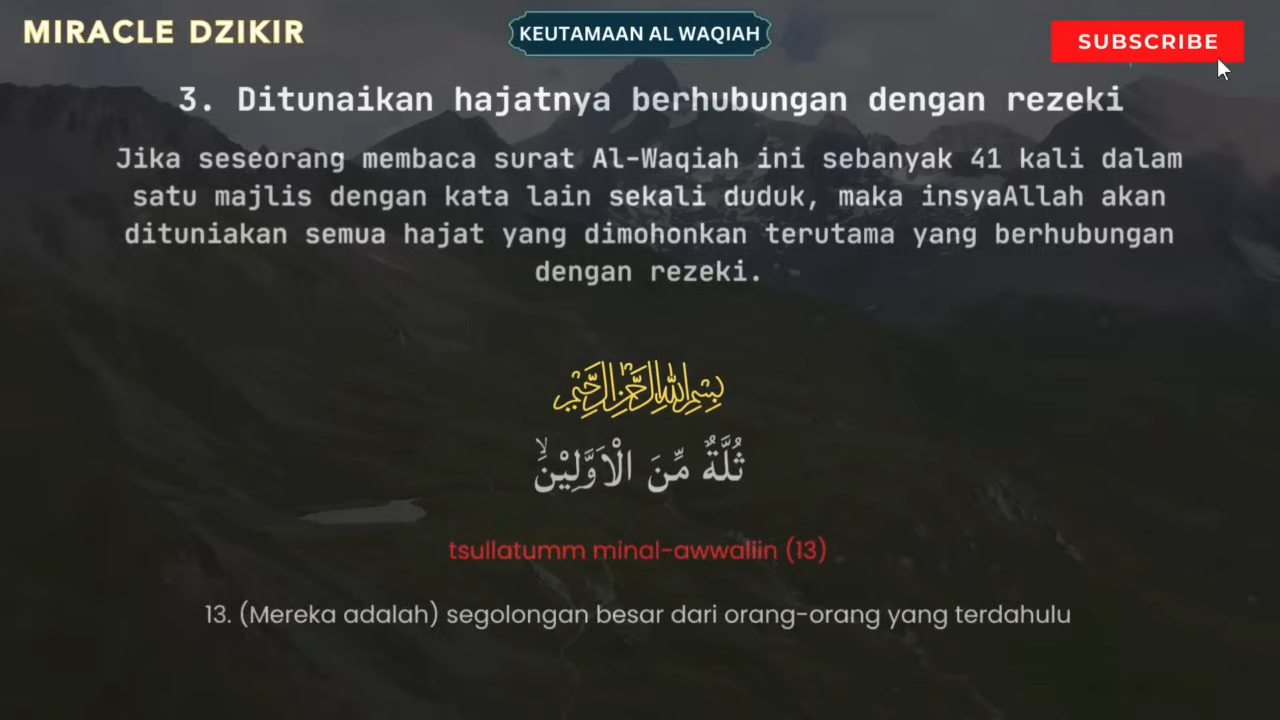 MIRACLE DZIKIR
KEUTAMAAN AL WAQIAH
SUBSCRIBE
3. Ditunaikan hajatnya berhubungan dengan rezeki
Jika seseorang membaca surat Al-Waqiah ini sebanyak 41 kali dalam
satu majlis dengan kata lain sekali duduk, maka insyaAllah akan
dituniakan semua hajat yang dimohonkan terutama yang berhubungan
dengan rezeki.
بِسْمِ اللهِ الرَّحْمٰنِ الرَّحِيْمِ
ثُلَّةٌ مِّنَ الْاَوَّلِيْنَۙ
tsullatumm minal-awwaliin (13)
13. (Mereka adalah) segolongan besar dari orang-orang yang terdahulu